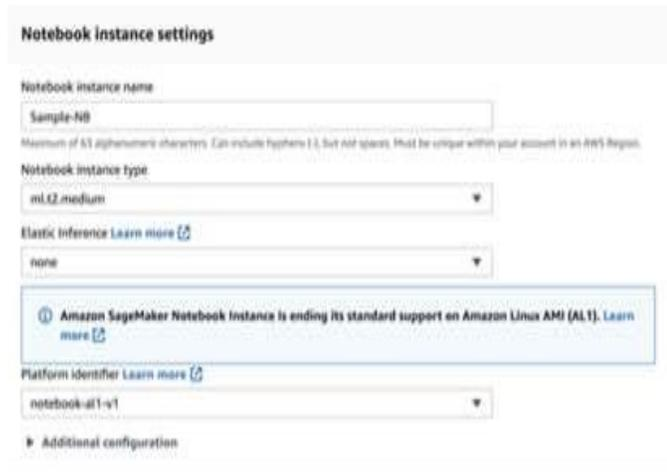 Notebook instance settings
Notebook instance name
Sample-NB
Maximum of 63 alphanumeric characters. Can include hyphens (-), but not spaces. Must be unique within your account in an AWS Region.
Notebook instance type
ml.t2.medium
Elastic Inference Learn more
none
Amazon SageMaker Notebook Instance is ending its standard support on Amazon Linux AMI (AL1). Learn
more
Platform identifier Learn more
notebook-al1-v1
Additional configuration